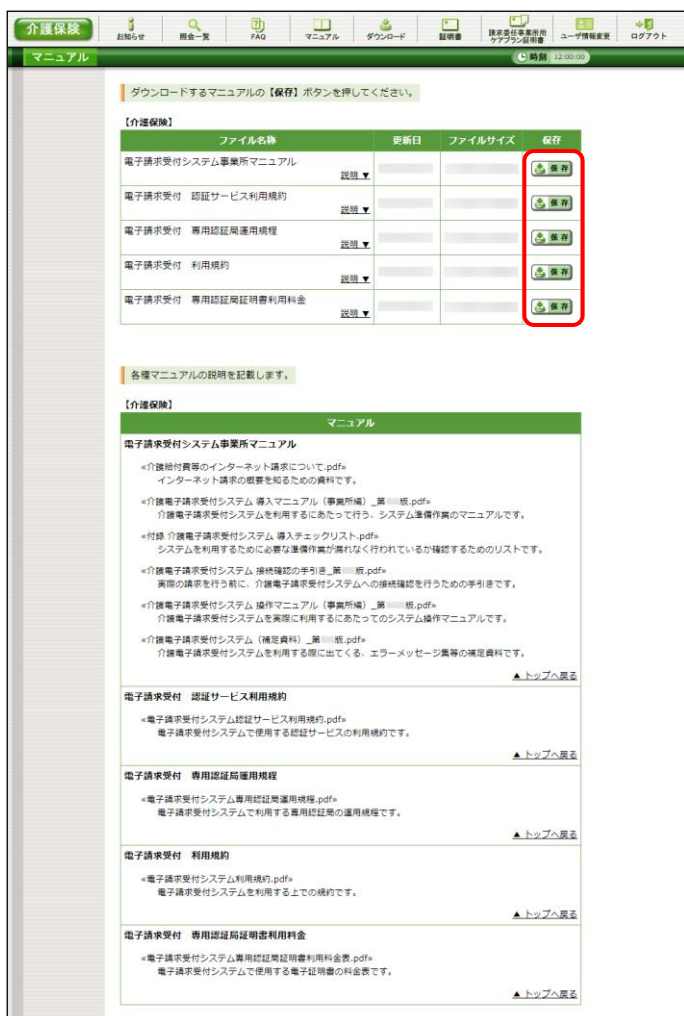 介護保険
お知らせ
照会一覧
FAQ
マニュアル
ダウンロード
証明書
請求委任事業所用
ケアプラン証明書
ユーザ情報変更
ログアウト
マニュアル
時刻 12:00:00
ダウンロードするマニュアルの【保存】ボタンを押してください。
【介護保険】
ファイル名称 更新日 ファイルサイズ 保存
電子請求受付システム事業所マニュアル
説明 ▼
保存
電子請求受付 認証サービス利用規約
説明 ▼
保存
電子請求受付 専用認証局運用規程
説明 ▼
保存
電子請求受付 利用規約
説明 ▼
保存
電子請求受付 専用認証局証明書利用料金
説明 ▼
保存
各種マニュアルの説明を記載します。
【介護保険】
マニュアル
電子請求受付システム事業所マニュアル
«介護給付費等のインターネット請求について.pdf»
インターネット請求の概要を知るための資料です。
«介護電子請求受付システム 導入マニュアル（事業所編）_第 版.pdf»
介護電子請求受付システムを利用するにあたって行う、システム準備作業のマニュアルです。
«付録 介護電子請求受付システム 導入チェックリスト.pdf»
システムを利用するために必要な準備作業が漏れなく行われているか確認するためのリストです。
«介護電子請求受付システム 接続確認の手引き_第 版.pdf»
実際の請求を行う前に、介護電子請求受付システムへの接続確認を行うための手引きです。
«介護電子請求受付システム 操作マニュアル（事業所編）_第 版.pdf»
介護電子請求受付システムを実際に利用するにあたってのシステム操作マニュアルです。
«介護電子請求受付システム（補足資料）_第 版.pdf»
介護電子請求受付システムを利用する際に出てくる、エラーメッセージ集等の補足資料です。
▲ トップへ戻る
電子請求受付 認証サービス利用規約
«電子請求受付システム認証サービス利用規約.pdf»
電子請求受付システムで使用する認証サービスの利用規約です。
▲ トップへ戻る
電子請求受付 専用認証局運用規程
«電子請求受付システム専用認証局運用規程.pdf»
電子請求受付システムで利用する専用認証局の運用規程です。
▲ トップへ戻る
電子請求受付 利用規約
«電子請求受付システム利用規約.pdf»
電子請求受付システムを利用する上での規約です。
▲ トップへ戻る
電子請求受付 専用認証局証明書利用料金
«電子請求受付システム専用認証局証明書利用料金表.pdf»
電子請求受付システムで使用する電子証明書の料金表です。
▲ トップへ戻る